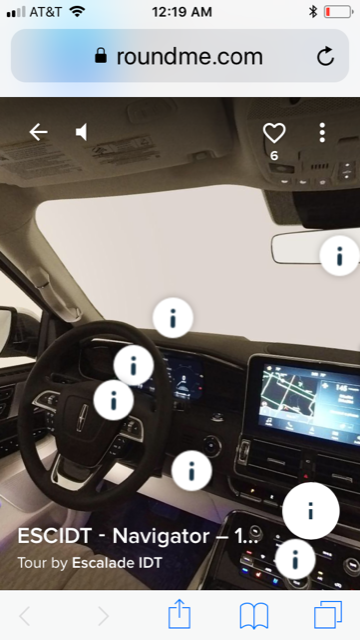 AT&T
12:19 AM
roundme.com
6
i
i
i
i
i
i
i
ESCIDT - Navigator – 1...
Tour by Escalade IDT